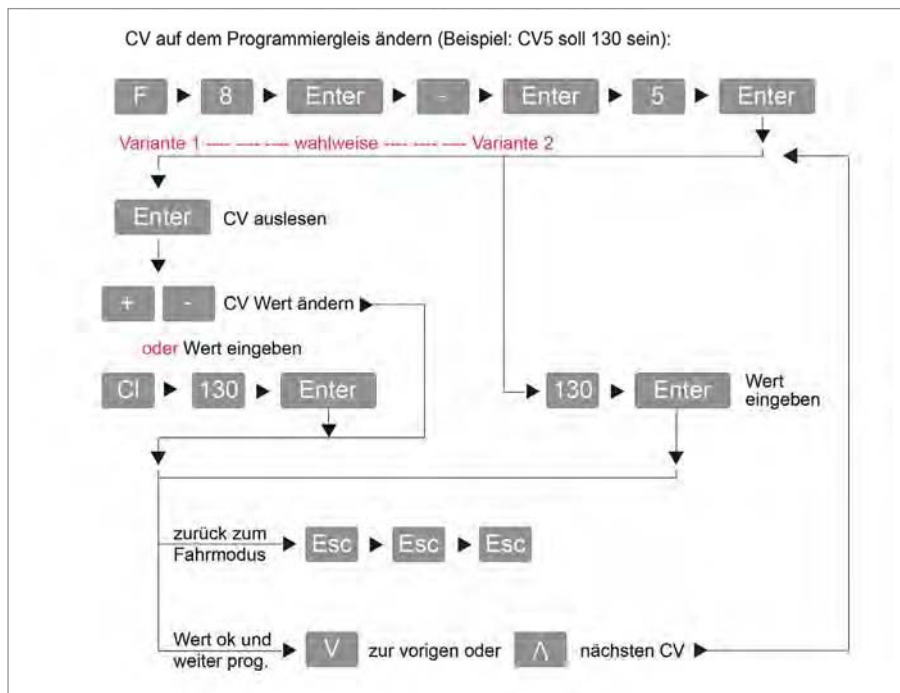 CV auf dem Programmiergleis ändern (Beispiel: CV5 soll 130 sein):
F 8 Enter - Enter 5 Enter
Variante 1 wahlweise Variante 2
Enter CV auslesen
+ - CV Wert ändern
oder Wert eingeben
Cl 130 Enter
130 Enter Wert
eingeben
zurück zum
Fahrmodus
Esc Esc Esc
Wert ok und
weiter prog.
V zur vorigen oder Λ nächsten CV